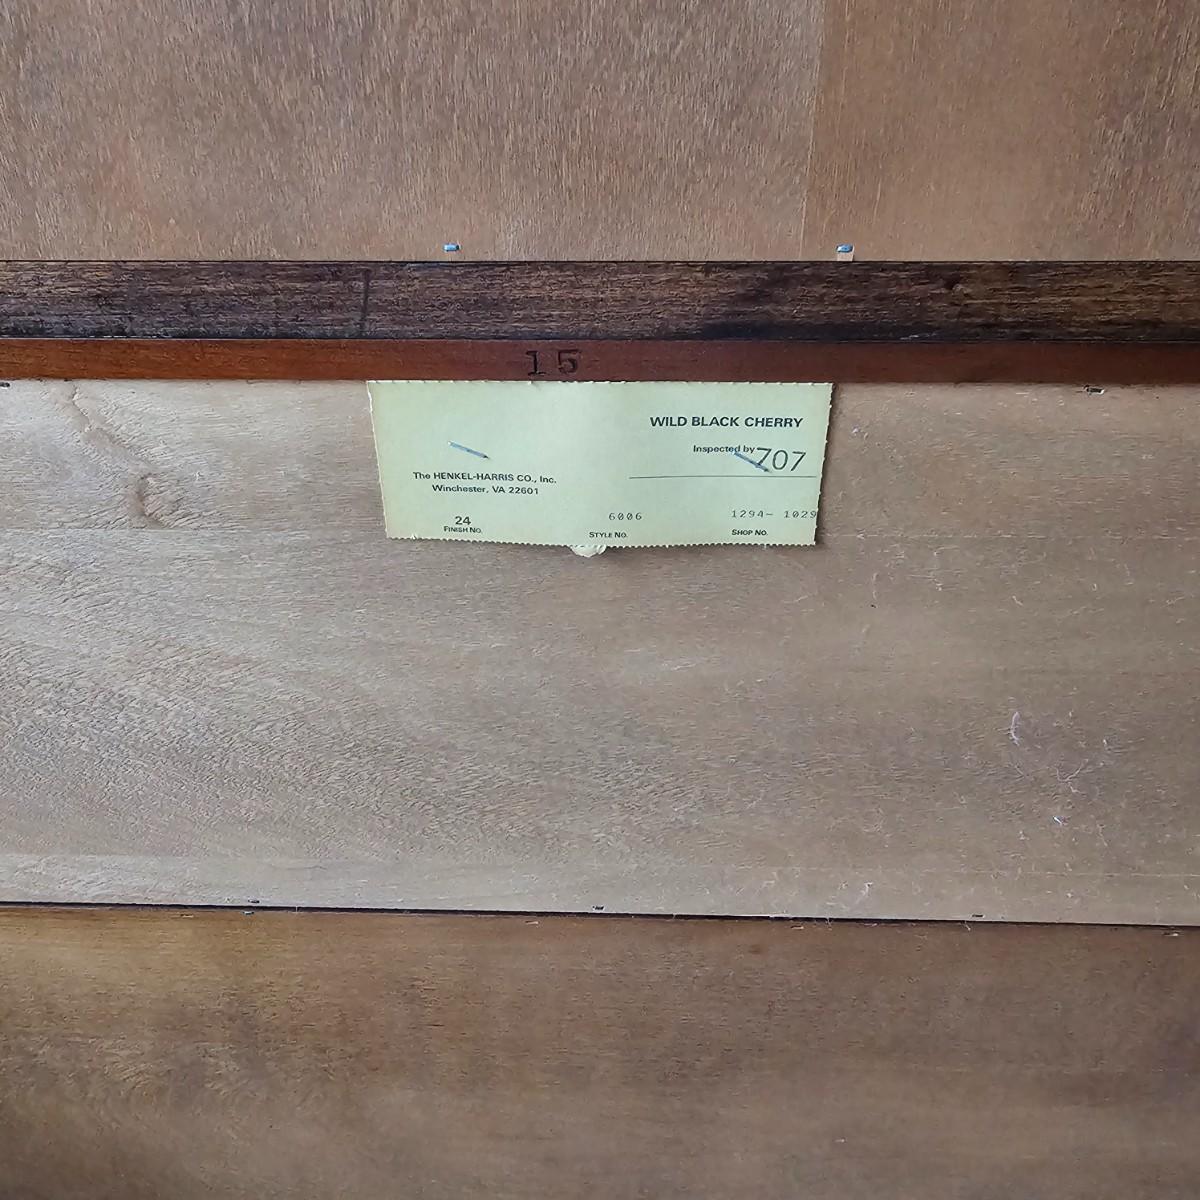 15
WILD BLACK CHERRY
Inspected by 707
The HENKEL-HARRIS CO., Inc.
Winchester, VA 22601
24 6006 1294- 1029
FINISH NO. STYLE NO. SHOP NO.